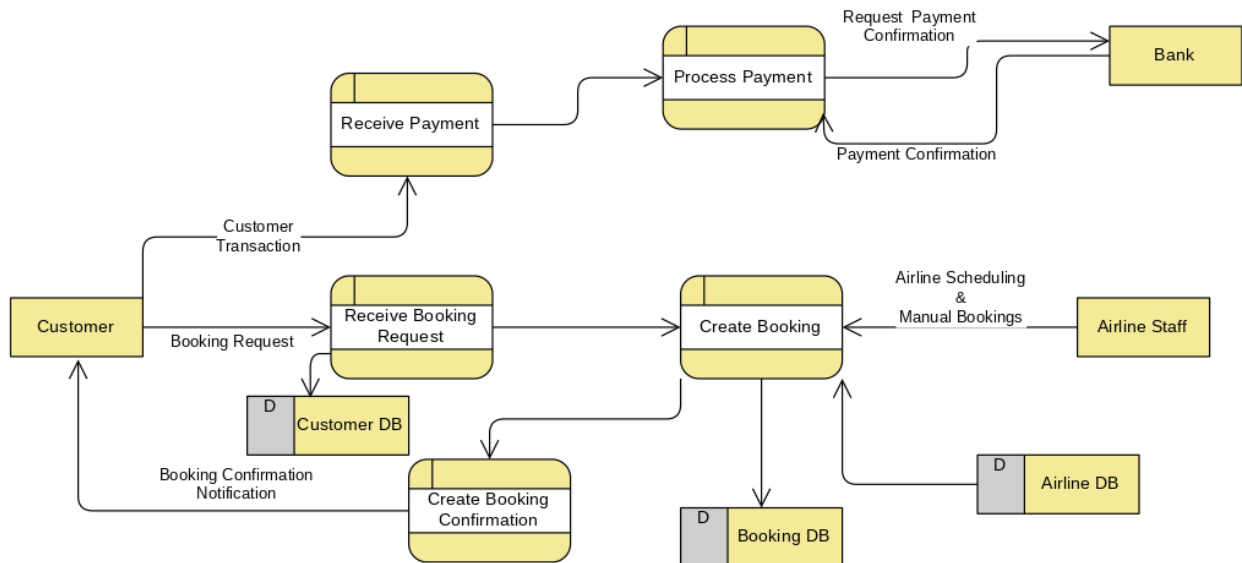 Request Payment
Confirmation
Process Payment
Bank
Receive Payment
Payment Confirmation
Customer
Transaction
Receive Booking
Request
Airline Scheduling
&
Manual Bookings
Customer
Booking Request
Create Booking
Airline Staff
D
Customer DB
Booking Confirmation
Notification
Create Booking
Confirmation
D
Airline DB
D
Booking DB